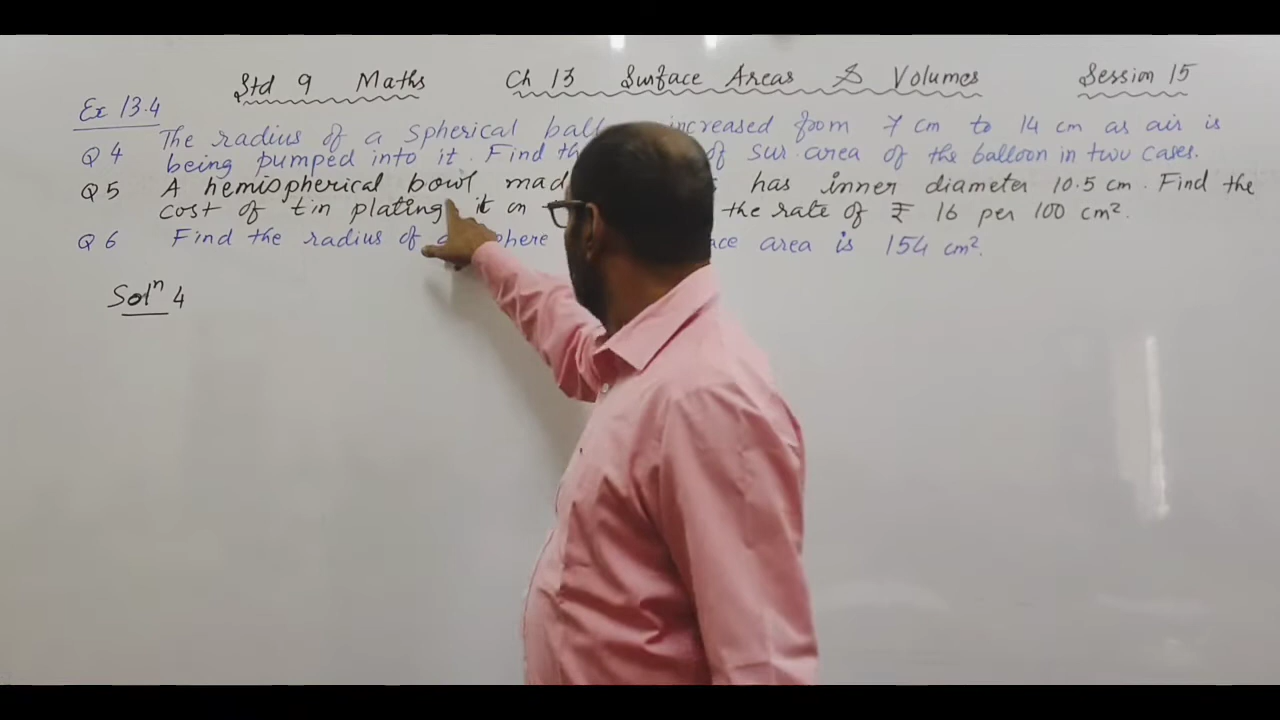 Std 9 Maths Ch 13 Surface Areas & Volumes Session 15
Ex 13.4
Q 4 The radius of a spherical increased from 7 cm to 14 cm as air is
being pumped into it. Find of sur. area of the balloon in two cases.
Q 5 A hemispherical bowl has inner diameter 10.5 cm. Find the
cost of tin plating it on the rate of ₹ 16 per 100 cm².
Q 6 Find the radius of area is 154 cm².
Solⁿ 4